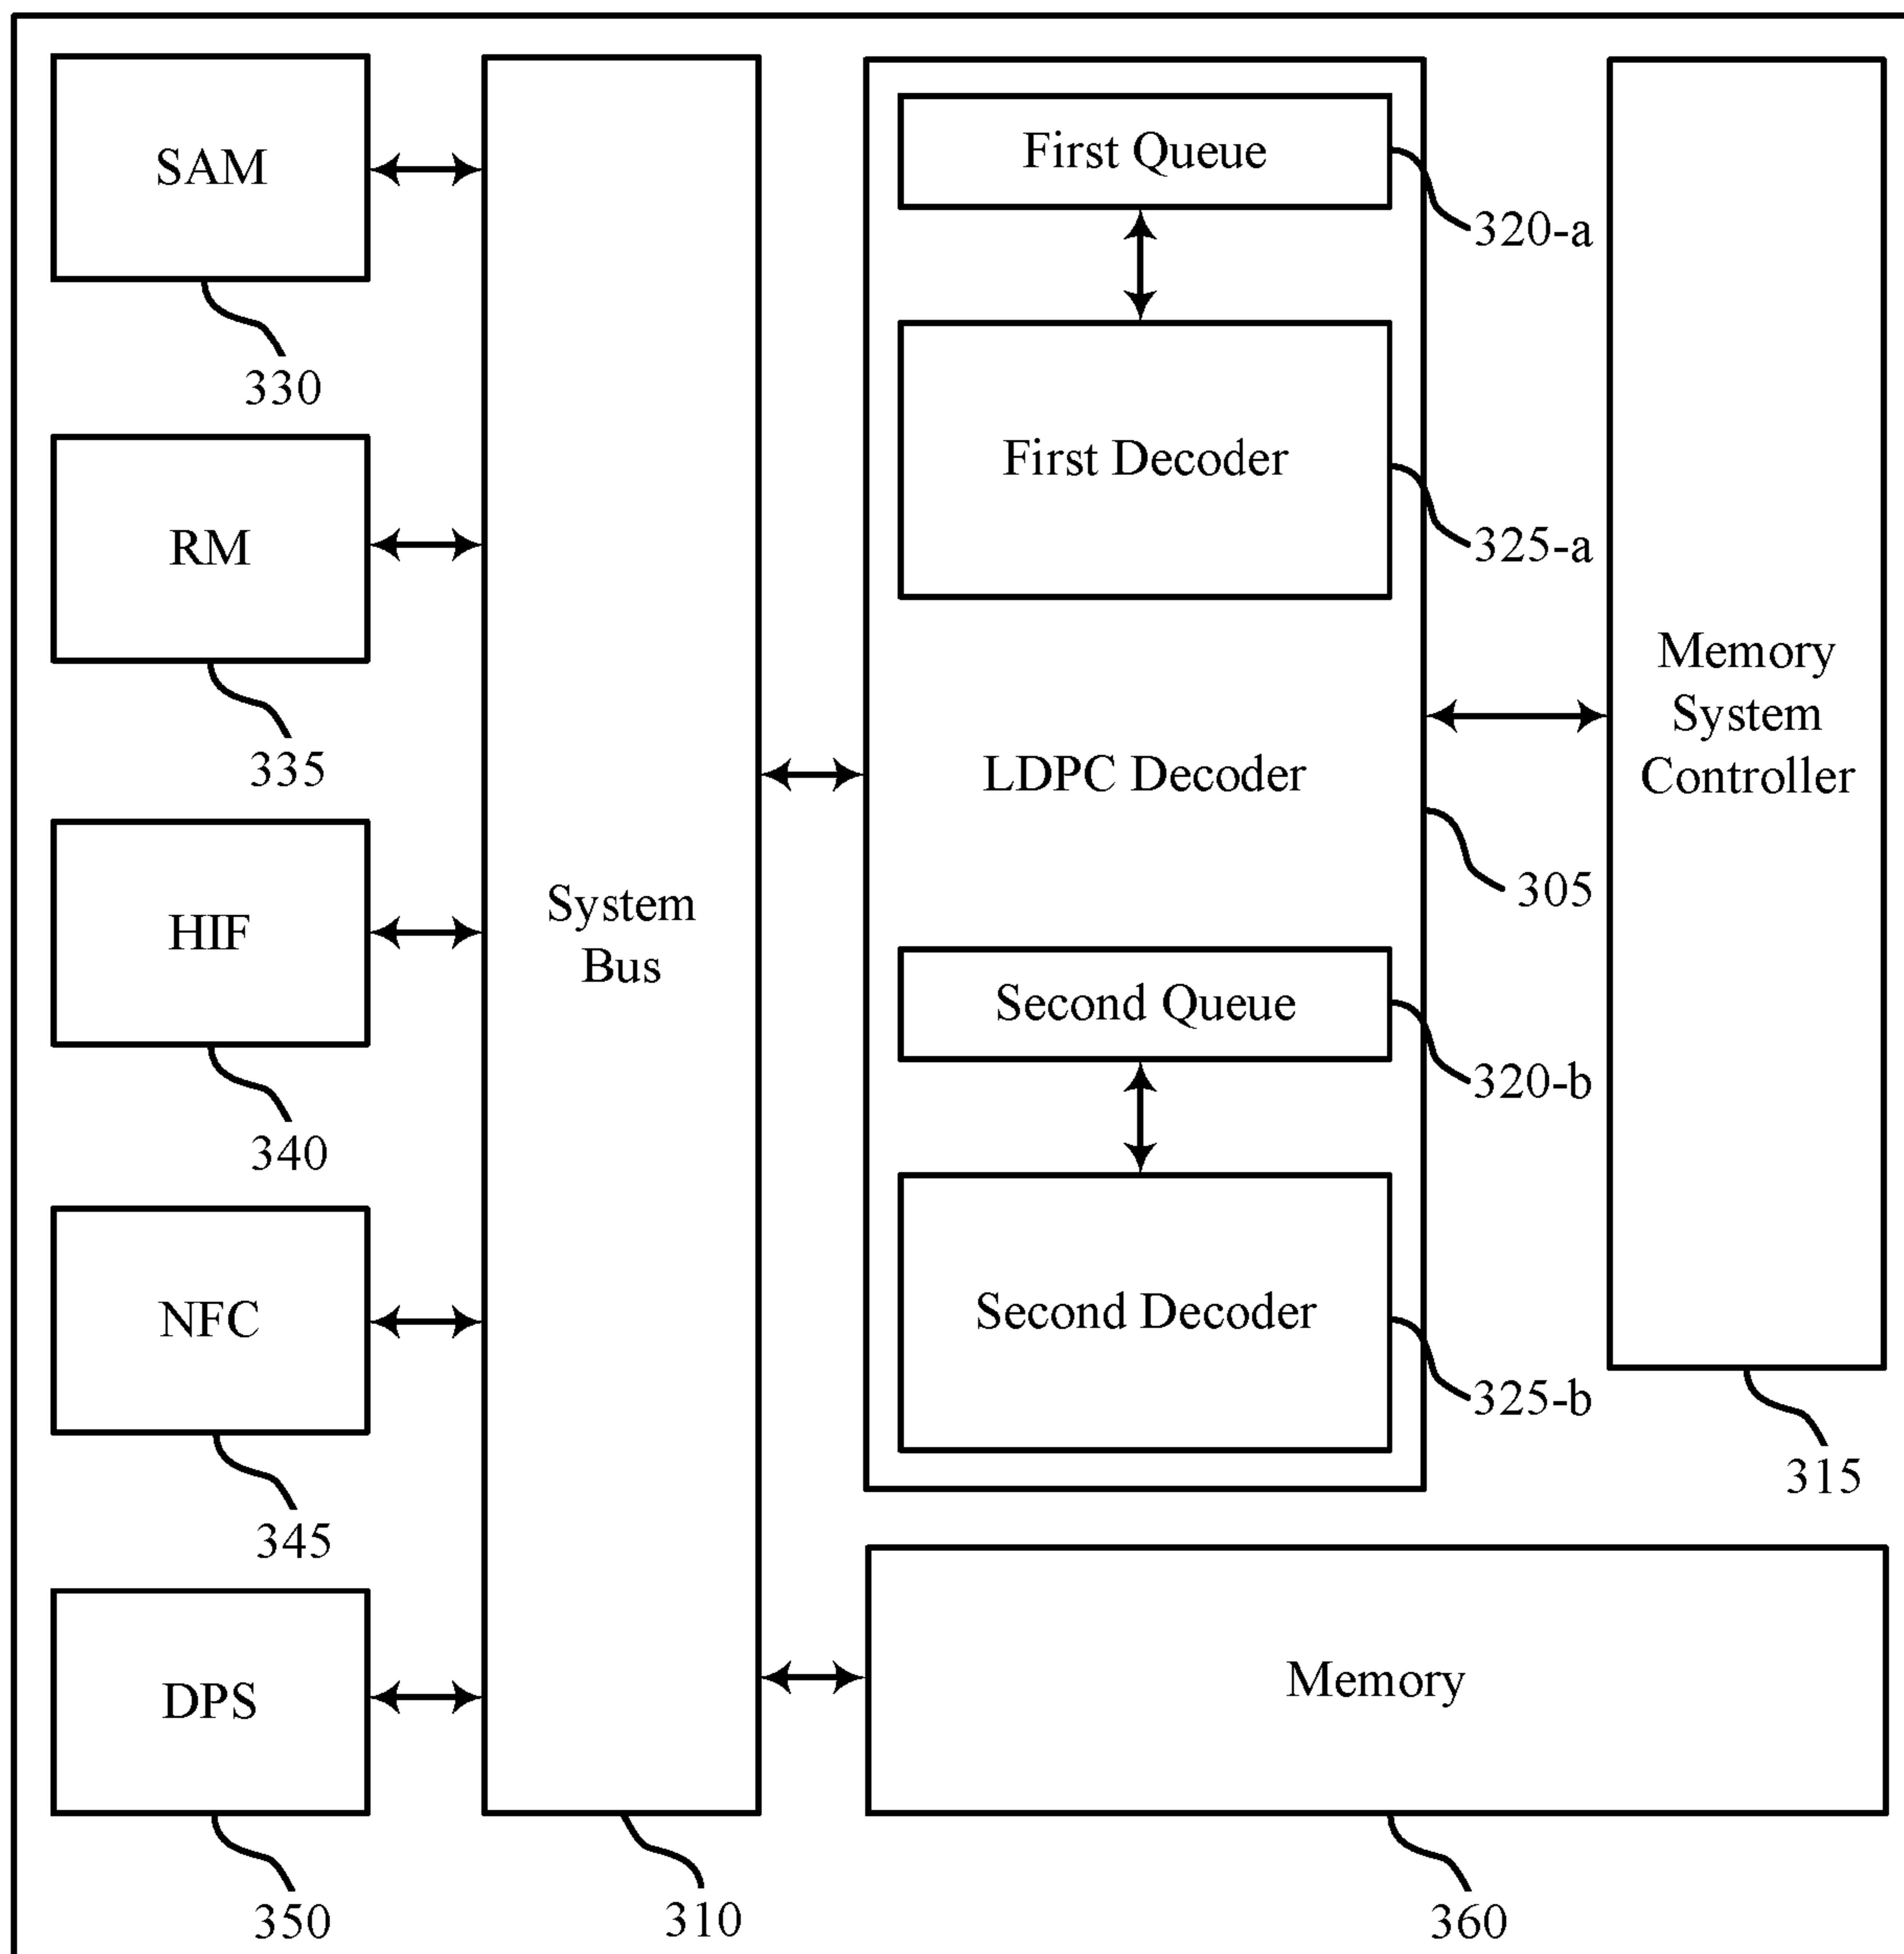 SAM
330
RM
335
HIF
340
NFC
345
DPS
350
System
Bus
310
First Queue
320-a
First Decoder
325-a
LDPC Decoder
305
Second Queue
320-b
Second Decoder
325-b
Memory
System
Controller
315
Memory
360